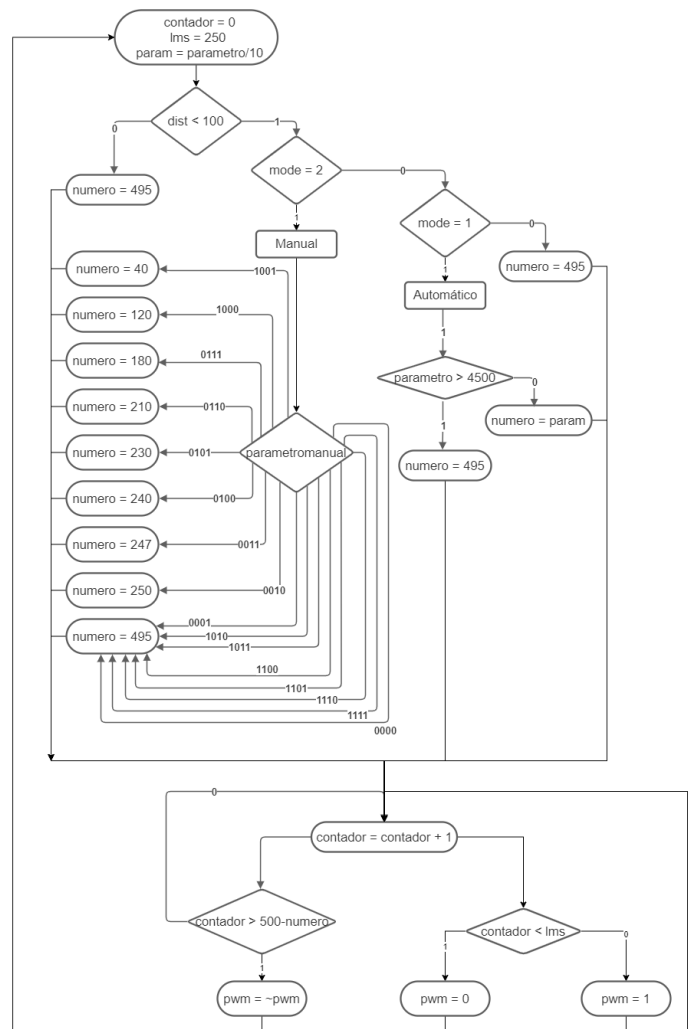 contador = 0
lms = 250
param = parametro/10
dist < 100
0
1
mode = 2
0
1
numero = 495
mode = 1
0
1
Manual
numero = 495
numero = 40
1001
Automático
numero = 120
1000
1
numero = 180
0111
parametro > 4500
0
1
numero = 210
0110
numero = param
numero = 230
0101
parametromanual
numero = 495
numero = 240
0100
numero = 247
0011
numero = 250
0010
numero = 495
0001
1010
1011
1100
1101
1110
1111
0000
0
contador = contador + 1
contador > 500-numero
contador < lms
1
1
0
pwm = ~pwm
pwm = 0
pwm = 1